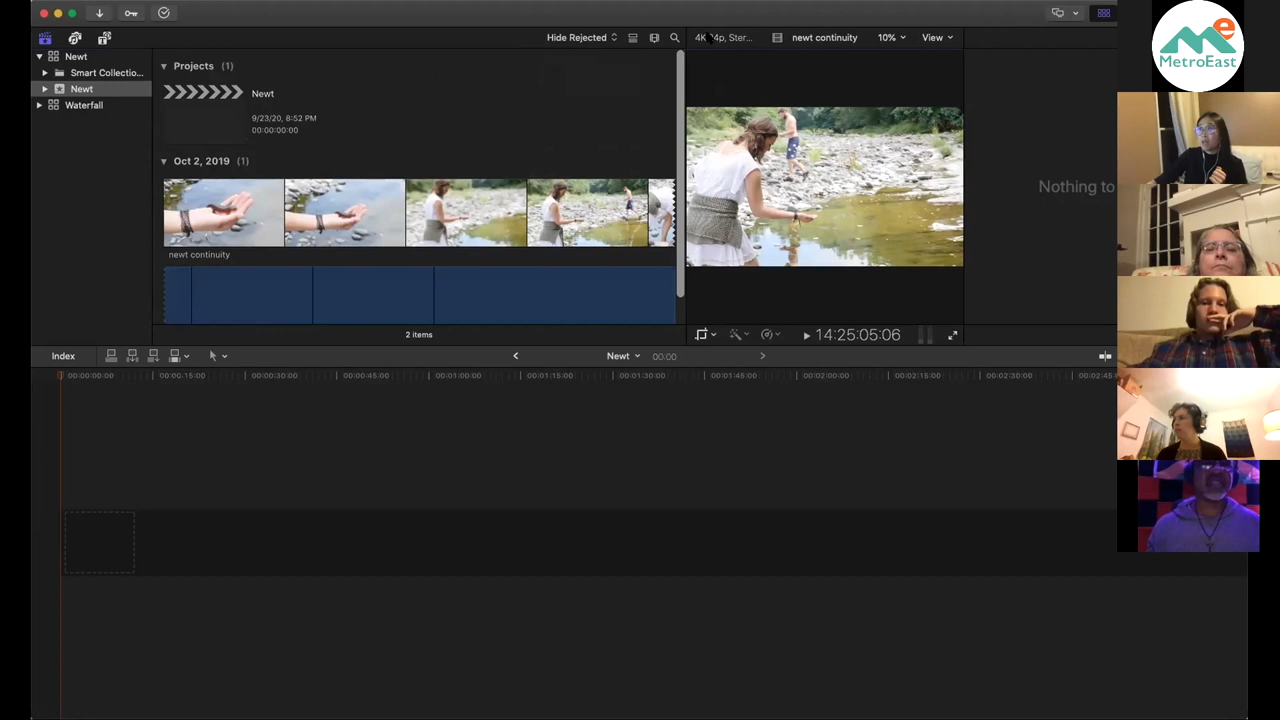 Hide Rejected
4K 
newt continuity
10%
View
e
MetroEast
Newt
Smart Collectio...
Newt
Waterfall
Projects (1)
Newt
9/23/20, 8:52 PM
00:00:00:00
Oct 2, 2019 (1)
newt continuity
2 items
Nothing to
14:25:05:06
Index
Newt
00:00
00:00:00:00
00:00:15:00
00:00:30:00
00:00:45:00
00:01:00:00
00:01:15:00
00:01:30:00
00:01:45:00
00:02:00:00
00:02:15:00
00:02:30:00
00:02:45